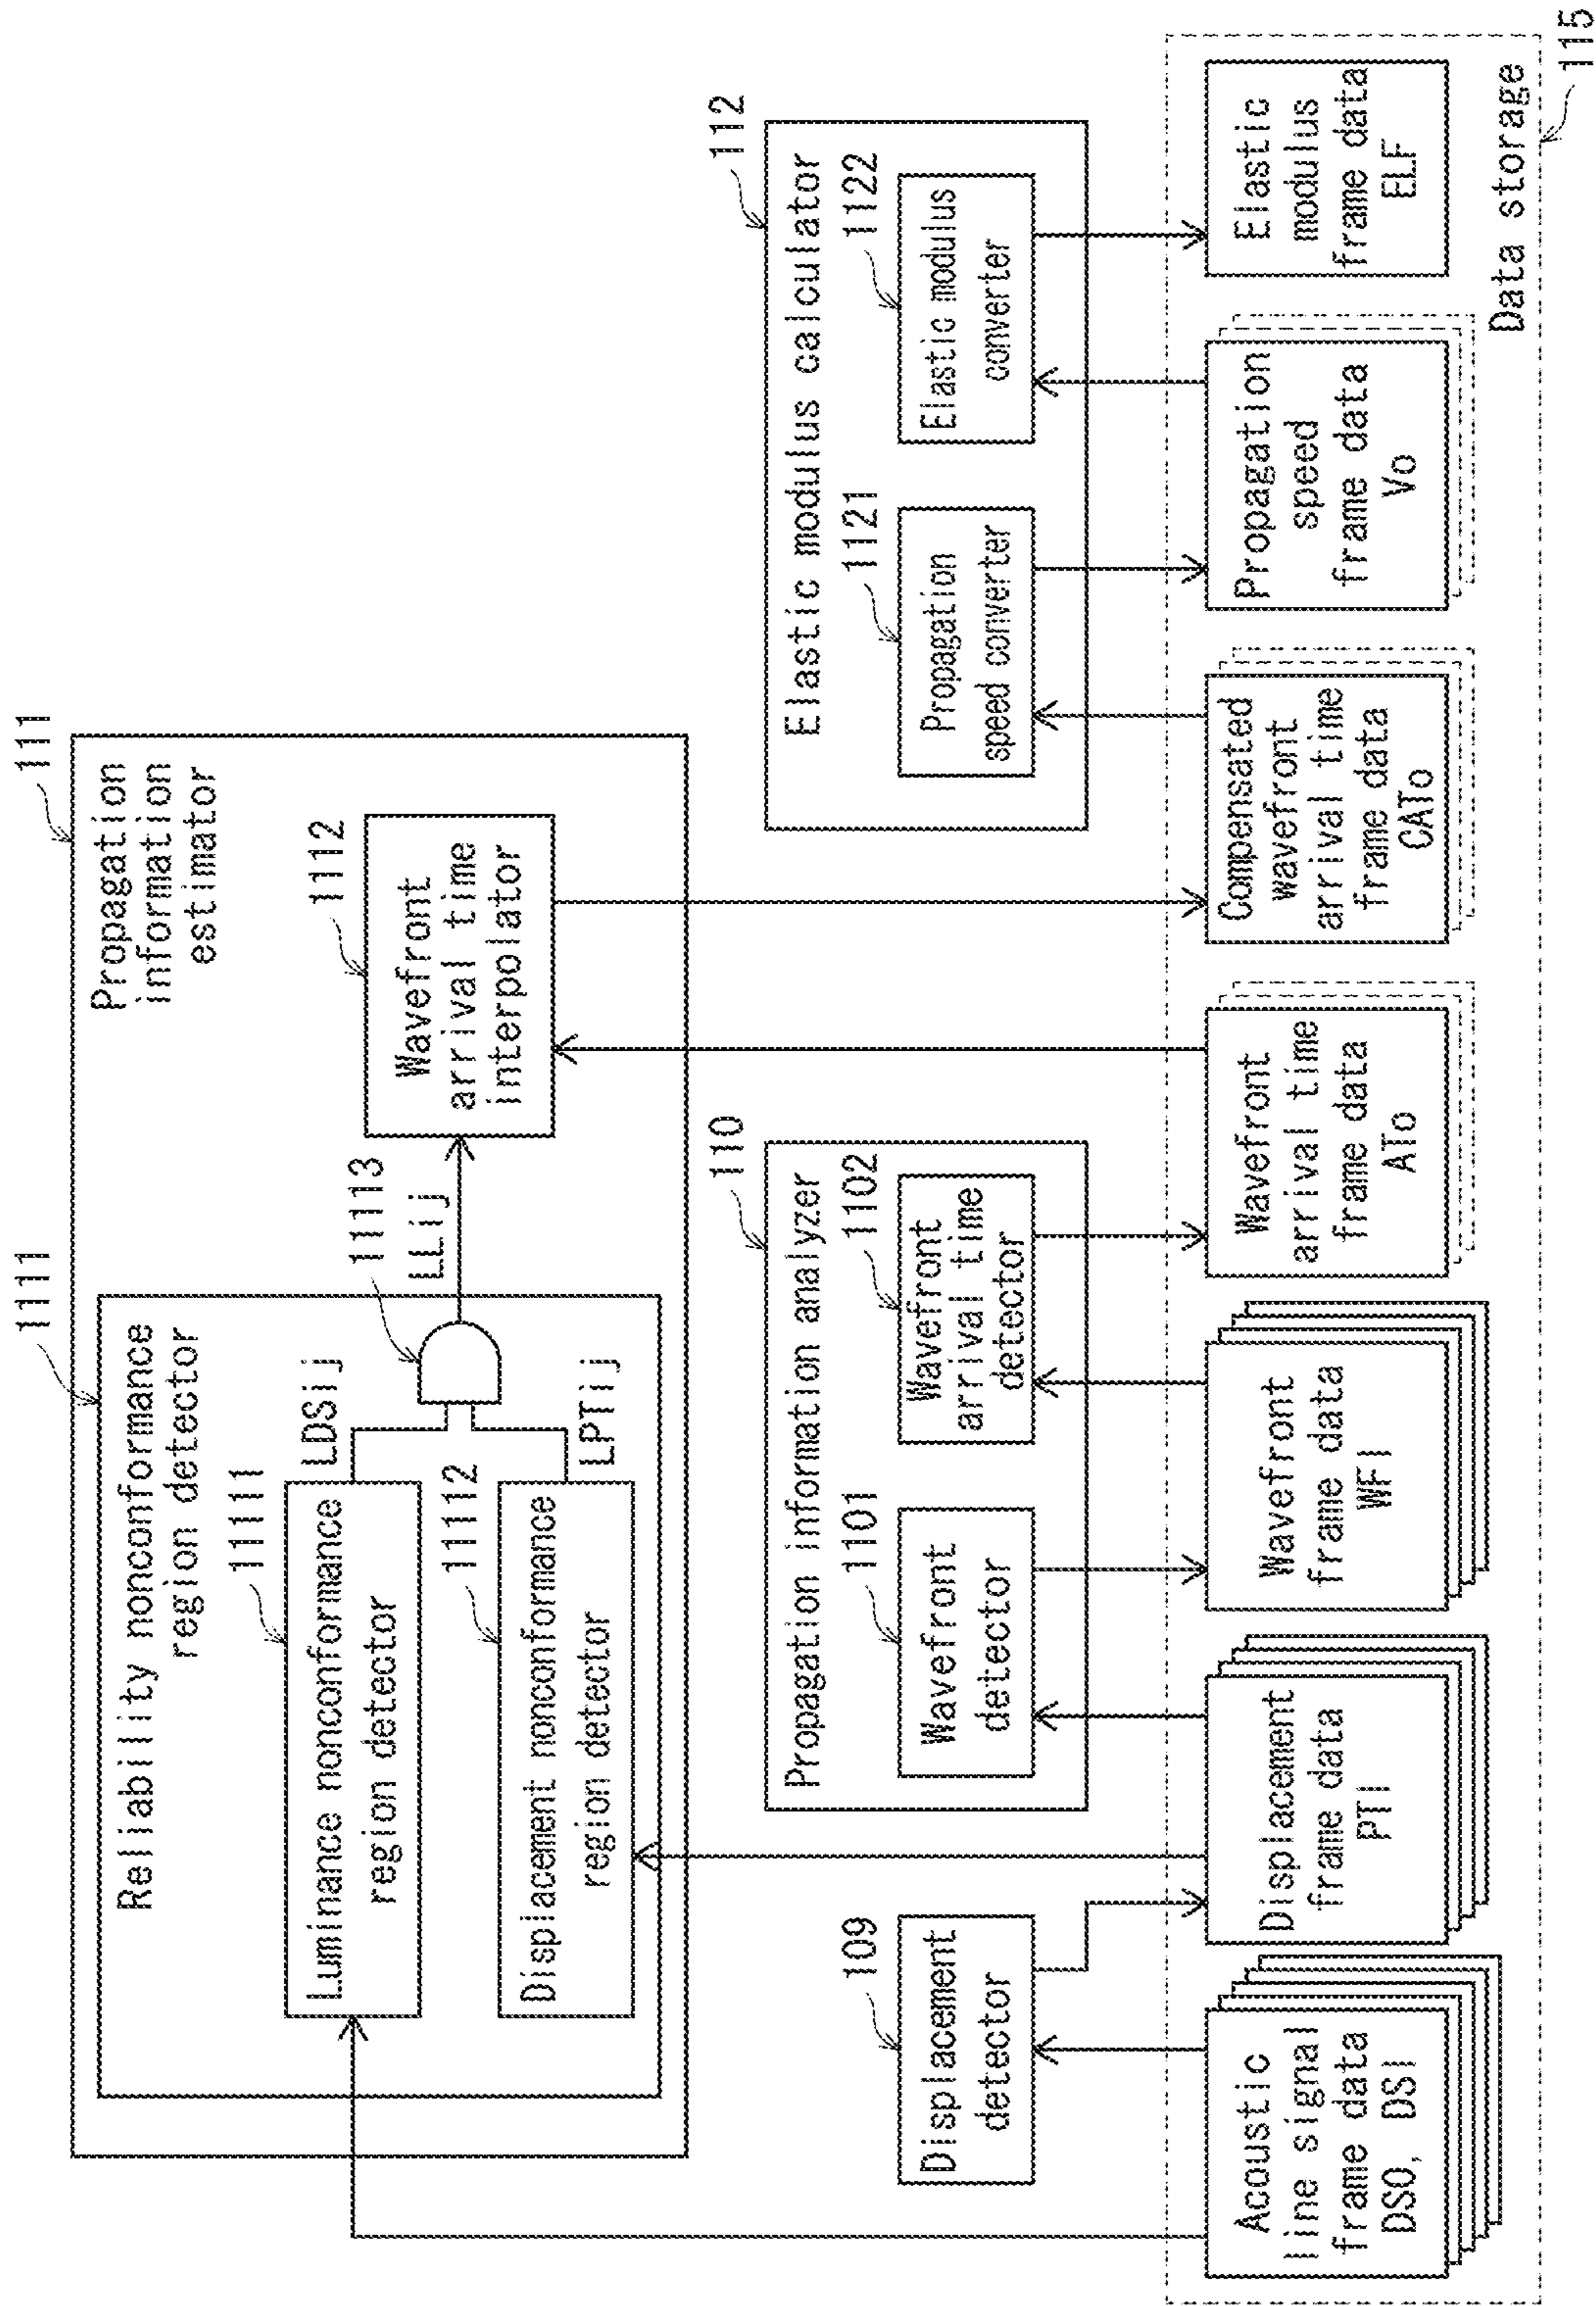 111
Propagation
information
estimator
1111
Reliability nonconformance
region detector
11111
Luminance nonconformance
region detector
LDSij
11112
Displacement nonconformance
region detector
LPTij
11113
LLij
1112
Wavefront
arrival time
interpolator
109
Displacement
detector
110
Propagation information analyzer
1101
Wavefront
detector
1102
Wavefront
arrival time
detector
112
Elastic modulus calculator
1121
Propagation
speed converter
1122
Elastic modulus
converter
Acoustic
line signal
frame data
DS0, DSl
Displacement
frame data
PTl
Wavefront
frame data
WFl
Wavefront
arrival time
frame data
ATo
Compensated
wavefront
arrival time
frame data
CATo
Propagation
speed
frame data
Vo
Elastic
modulus
frame data
ELF
Data storage
115